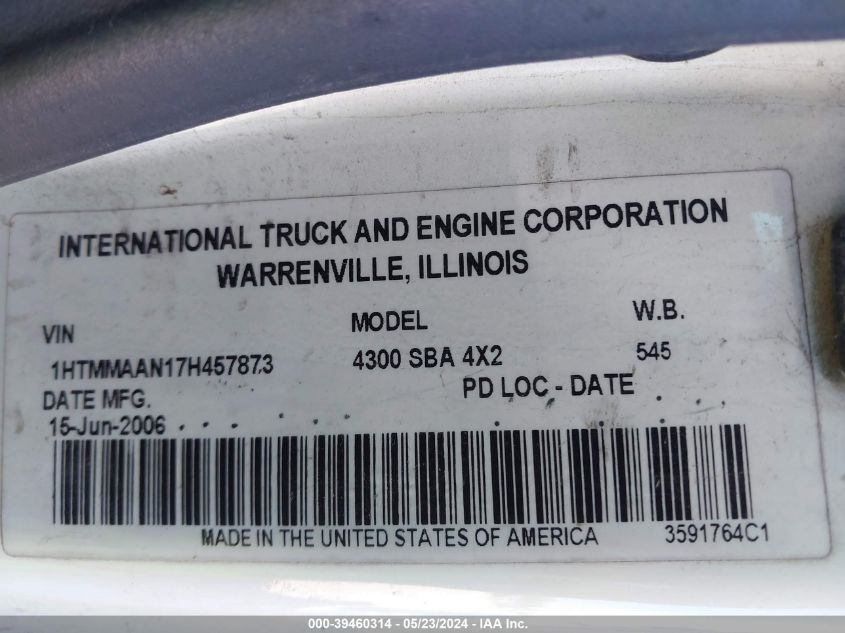 INTERNATIONAL TRUCK AND ENGINE CORPORATION
WARRENVILLE, ILLINOIS
VIN MODEL W.B.
1HTMMAAN17H457873 4300 SBA 4X2 545
DATE MFG. PD LOC - DATE
15-Jun-2006
MADE IN THE UNITED STATES OF AMERICA 3591764C1
000-39460314 - 05/23/2024 - IAA Inc.